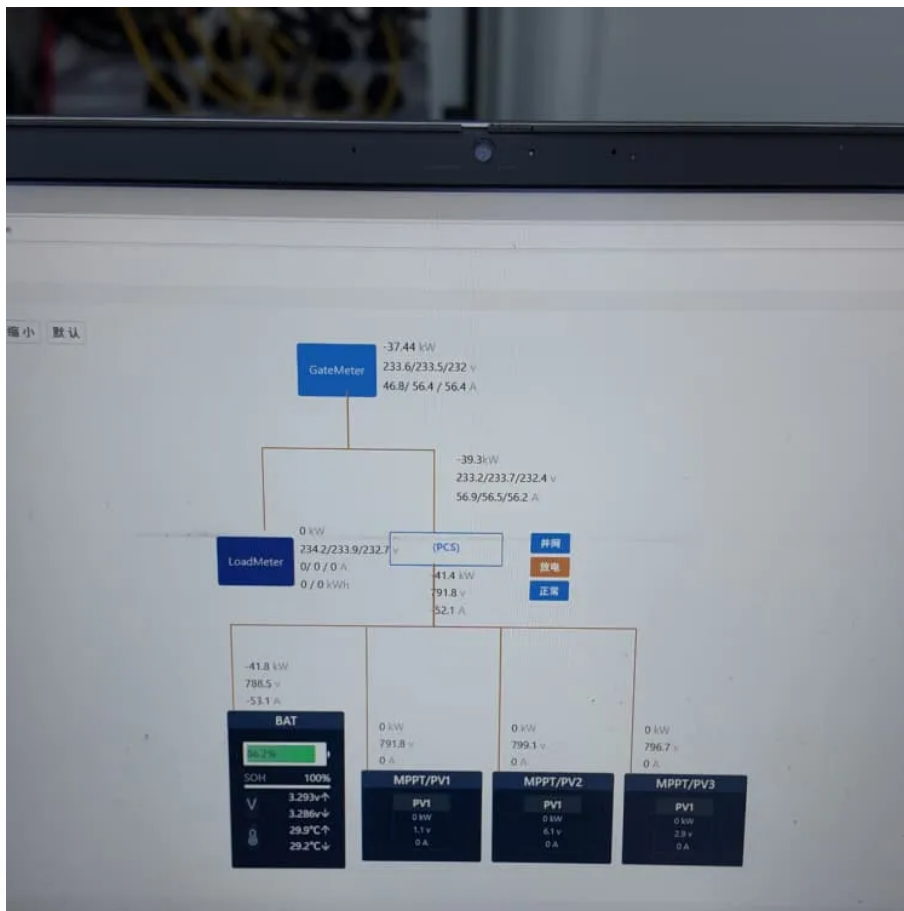 缩小 默认
-37.44 kW
GateMeter
233.6/233.5/232 v
46.8/ 56.4 / 56.4 A
-39.3kW
233.2/233.7/232.4 v
56.9/56.5/56.2 A
0 kW
234.2/233.9/232.7 v
LoadMeter
0/ 0 / 0 A
0 / 0 kWh
(PCS)
并网
放电
正常
-41.4 kW
791.8 v
-52.1 A
-41.8 kW
788.5 v
-53.1 A
BAT
56.2%
SOH 100%
V
3.293v↑
3.286v↓
29.9℃↑
29.2℃↓
0 kW
791.8 v
0 A
MPPT/PV1
PV1
0 kW
1.1 v
0 A
0 kW
799.1 v
0 A
MPPT/PV2
PV1
0 kW
6.1 v
0 A
0 kW
796.7 v
0 A
MPPT/PV3
PV1
0 kW
2.9 v
0 A